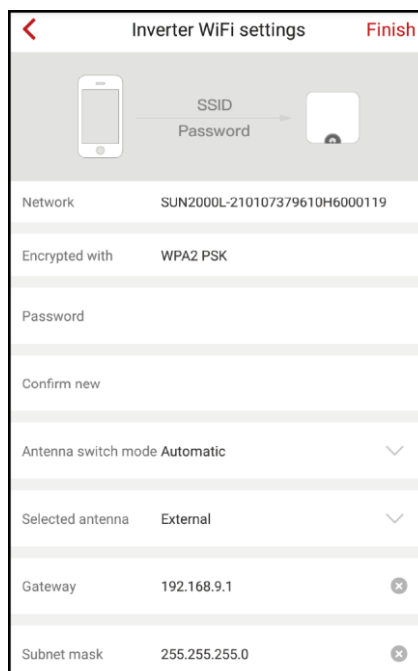 Inverter WiFi settings Finish
SSID
Password
Network SUN2000L-210107379610H6000119
Encrypted with WPA2 PSK
Password
Confirm new
Antenna switch mode Automatic
Selected antenna External
Gateway 192.168.9.1
Subnet mask 255.255.255.0